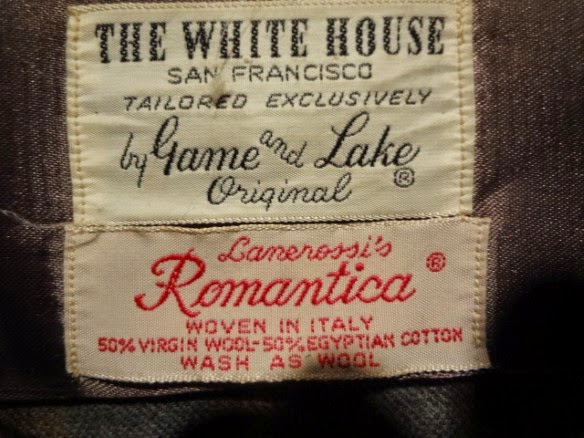 THE WHITE HOUSE
SAN FRANCISCO
TAILORED EXCLUSIVELY
by Game and Lake
Original ®
Lanerossi's
Romantica ®
WOVEN IN ITALY
50% VIRGIN WOOL-50% EGYPTIAN COTTON
WASH AS WOOL